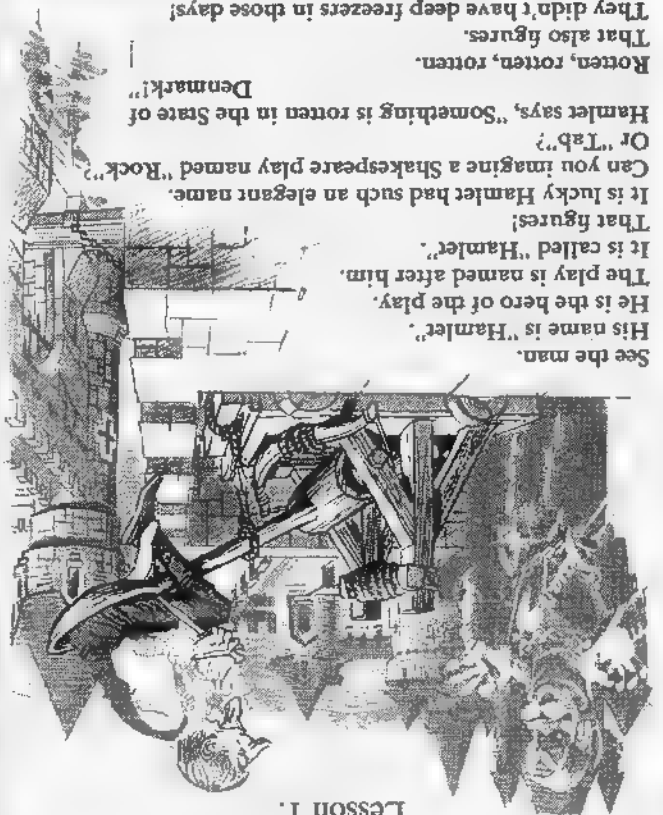 Lesson 1.
See the man.
His name is "Hamlet".
He is the hero of the play.
The play is named after him.
It is called "Hamlet".
That figures!
It is lucky Hamlet had such an elegant name.
Can you imagine a Shakespeare play named "Rock"?
Or "Tab"?
Hamlet says, "Something is rotten in the State of
Denmark!"
Rotten, rotten, rotten.
That also figures.
They didn't have deep freezers in those days!